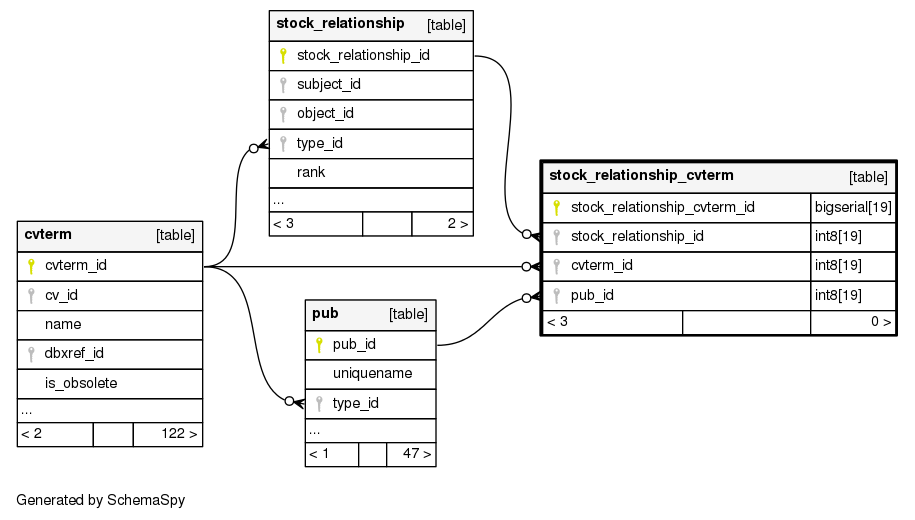 stock_relationship [table]
stock_relationship_id
subject_id
object_id
type_id
rank
...
< 3 2 >
stock_relationship_cvterm [table]
stock_relationship_cvterm_id bigserial[19]
stock_relationship_id int8[19]
cvterm_id int8[19]
pub_id int8[19]
< 3 0 >
cvterm [table]
cvterm_id
cv_id
name
dbxref_id
is_obsolete
...
< 2 122 >
pub [table]
pub_id
uniquename
type_id
...
< 1 47 >
Generated by SchemaSpy